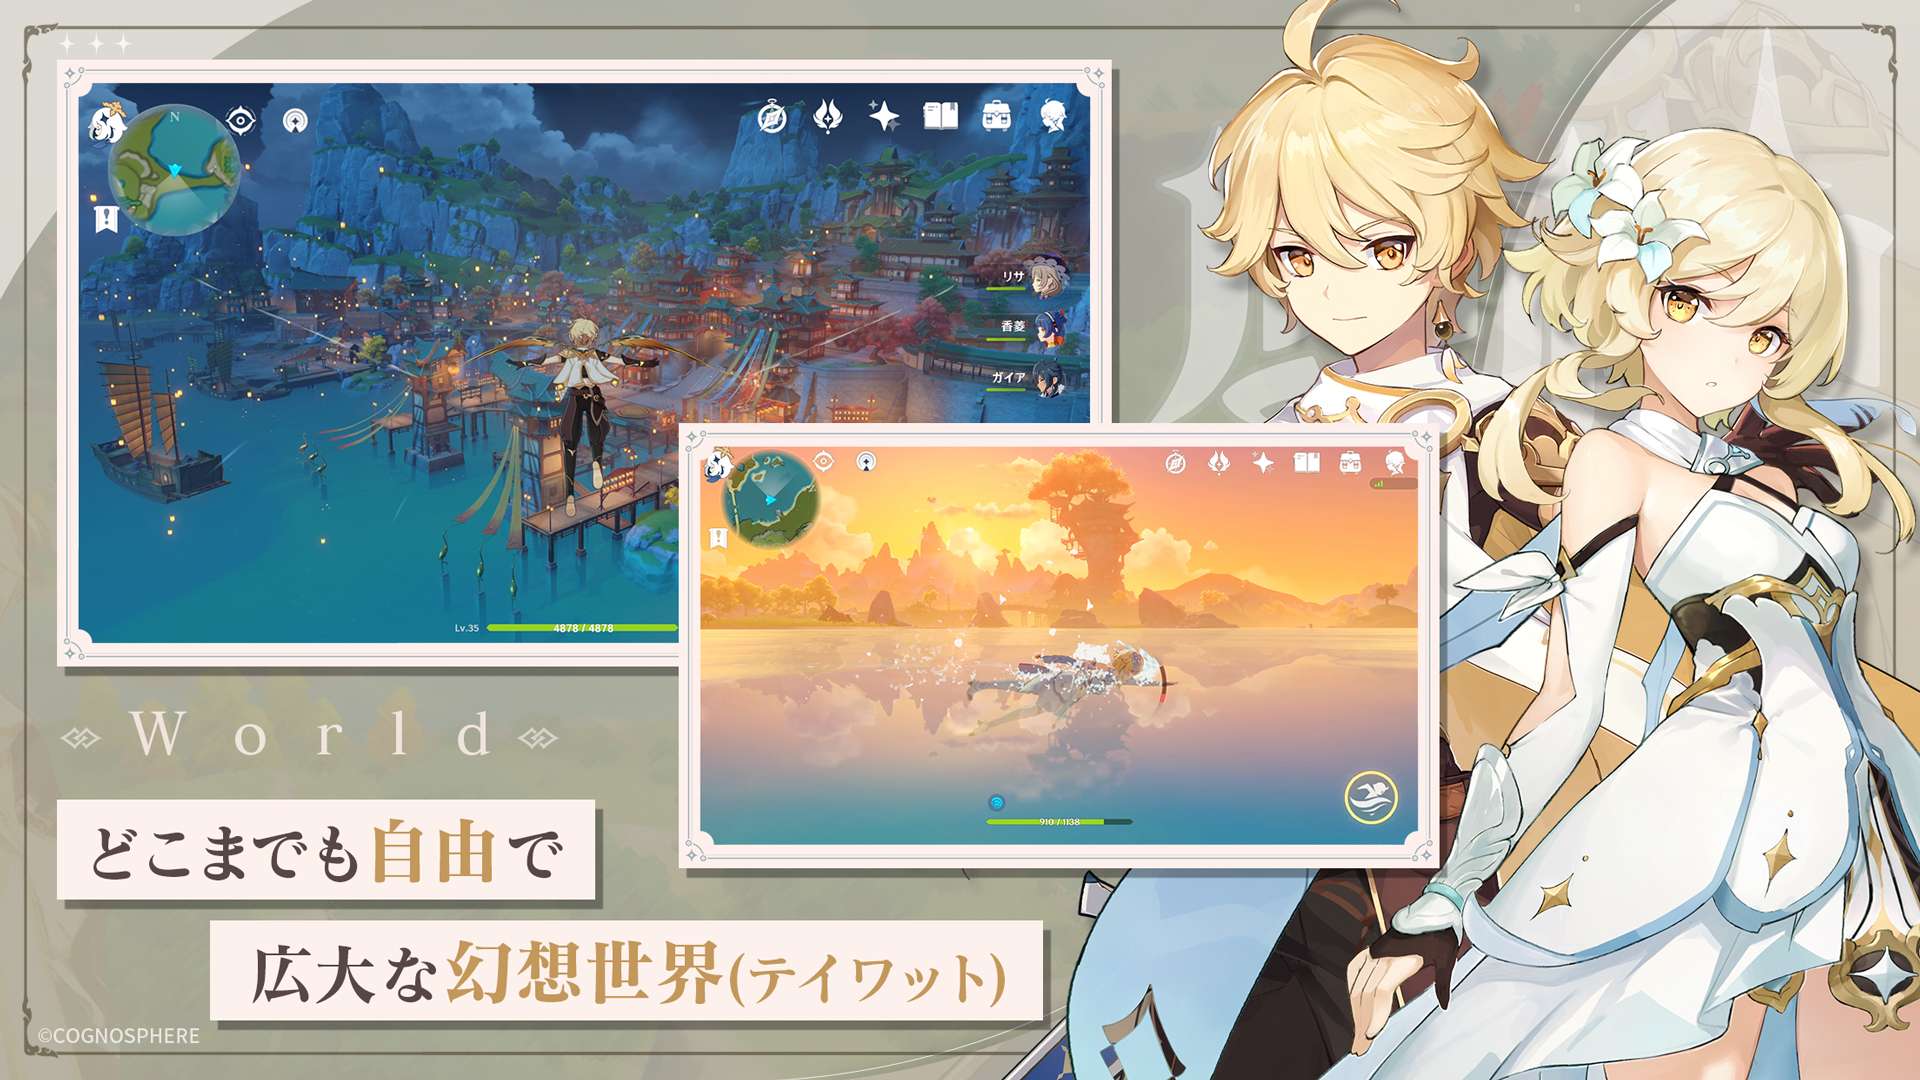 N
リサ
香菱
ガイア
Lv.35 4878 / 4878
910 / 1138
World
どこまでも自由で
広大な幻想世界(テイワット)
©COGNOSPHERE